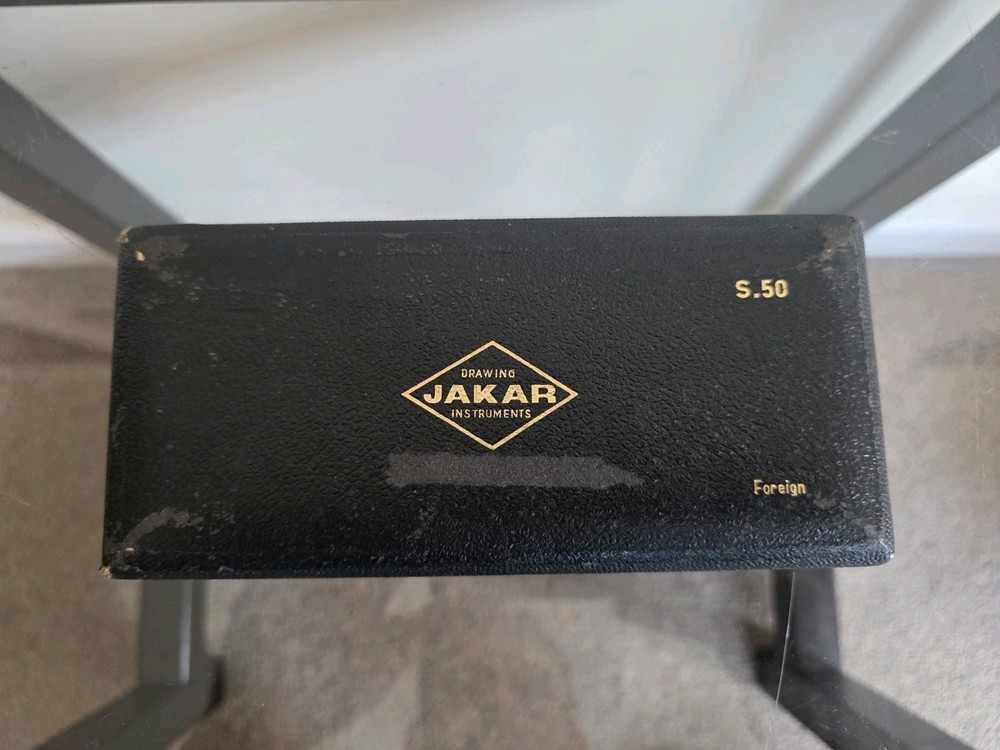 S.50
DRAWING
JAKAR
INSTRUMENTS
Foreign